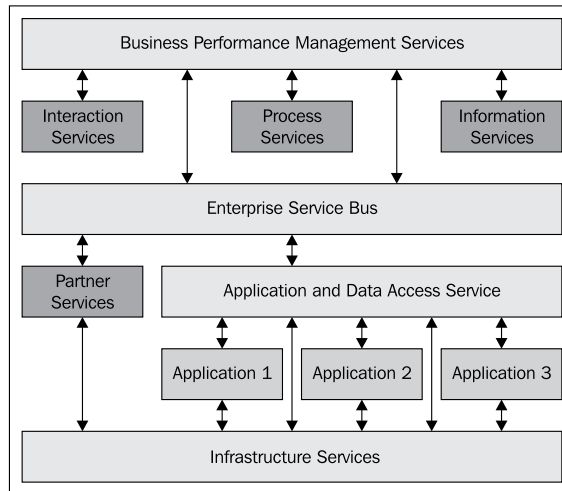 Business Performance Management Services
Interaction
Services
Process
Services
Information
Services
Enterprise Service Bus
Partner
Services
Application and Data Access Service
Application 1
Application 2
Application 3
Infrastructure Services